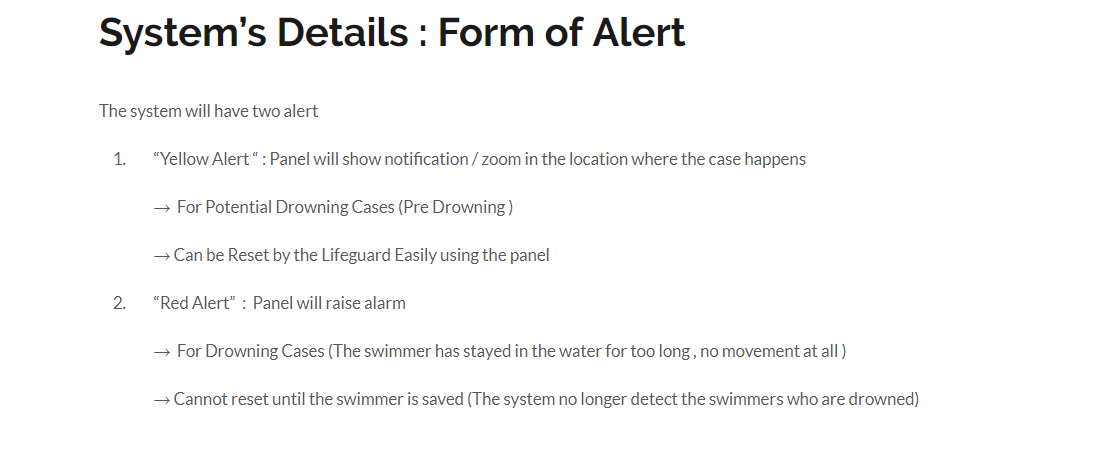 System’s Details : Form of Alert
The system will have two alert
1. “Yellow Alert “ : Panel will show notification / zoom in the location where the case happens
→ For Potential Drowning Cases (Pre Drowning )
→ Can be Reset by the Lifeguard Easily using the panel
2. “Red Alert” : Panel will raise alarm
→ For Drowning Cases (The swimmer has stayed in the water for too long , no movement at all )
→ Cannot reset until the swimmer is saved (The system no longer detect the swimmers who are drowned)